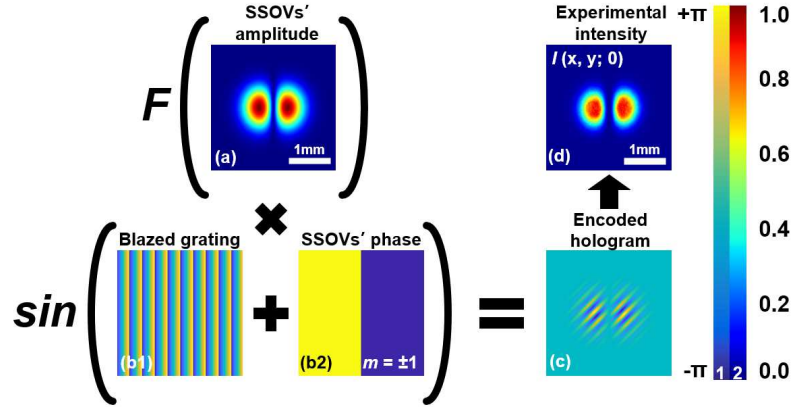 SSOVs′
amplitude
F
(a)
1mm
Experimental
intensity
I (x, y; 0)
(d)
1mm
+π
1.0
0.8
0.6
0.4
0.2
0.0
-π
1 2
×
sin
Blazed grating
(b1)
+
SSOVs′ phase
(b2)
m = ±1
=
Encoded
hologram
(c)